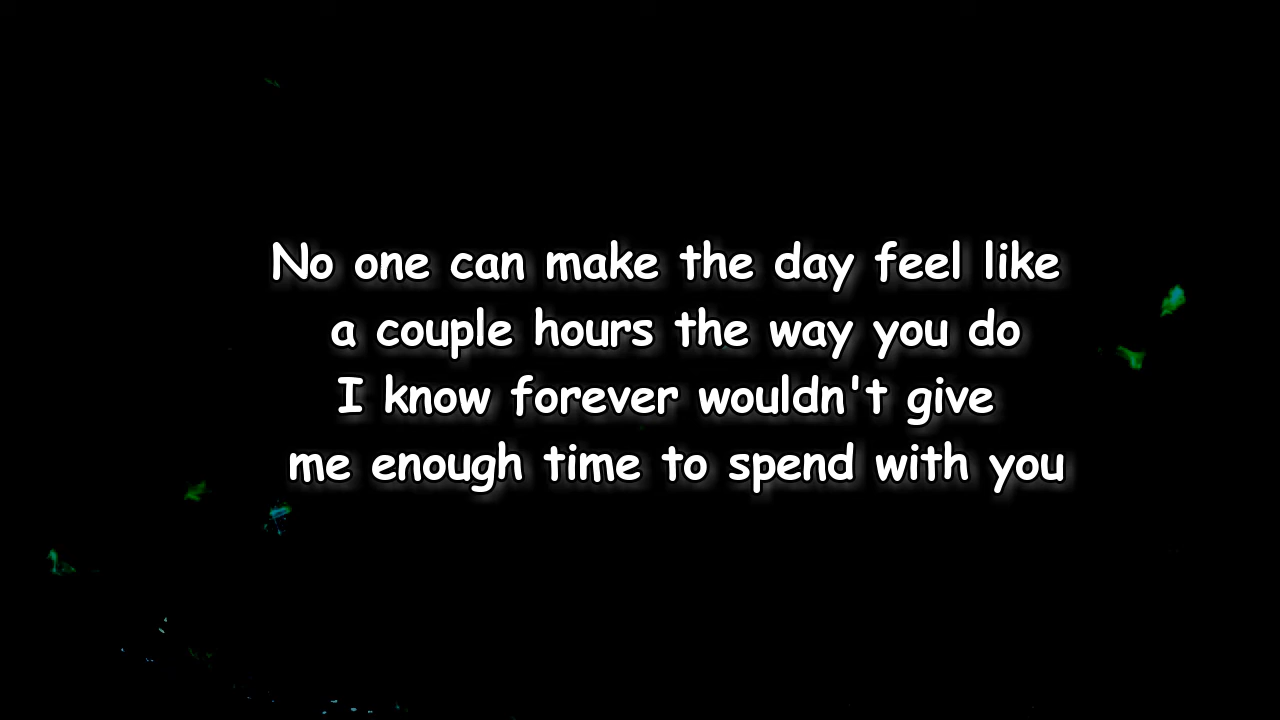 No one can make the day feel like
a couple hours the way you do
I know forever wouldn't give
me enough time to spend with you